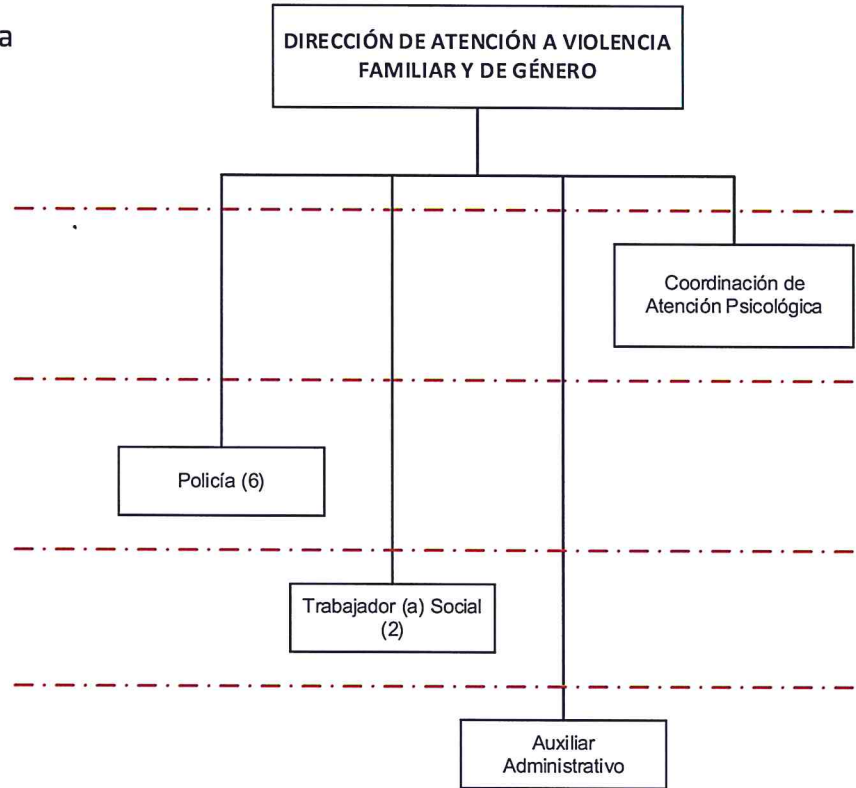 a
DIRECCIÓN DE ATENCIÓN A VIOLENCIA
FAMILIAR Y DE GÉNERO
Coordinación de
Atención Psicológica
Policía (6)
Trabajador (a) Social
(2)
Auxiliar
Administrativo